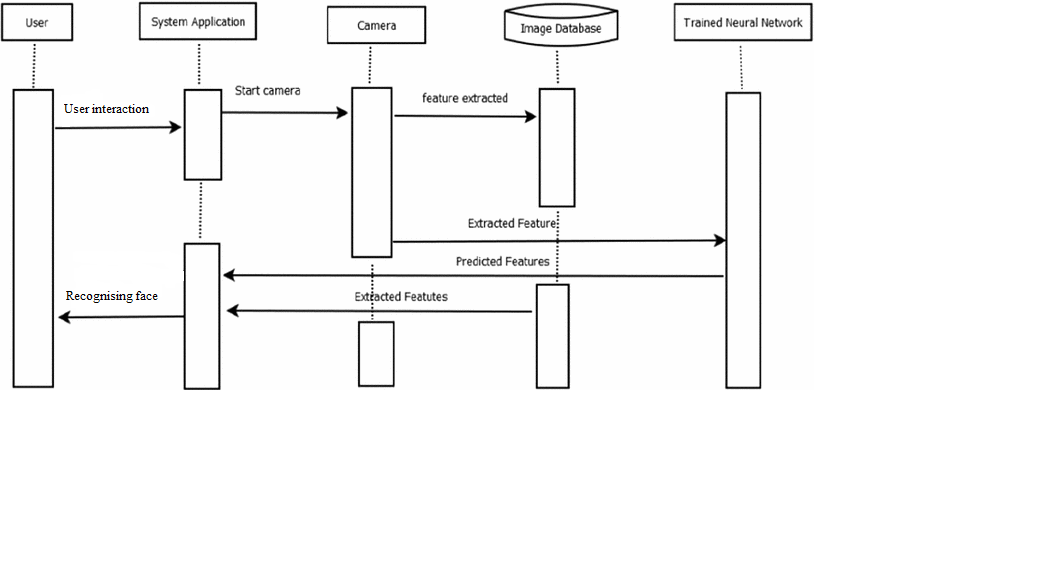 User
System Application
Camera
Image Database
Trained Neural Network
Start camera
feature extracted
User interaction
Extracted Feature
Predicted Features
Recognising face
Extracted Featutes